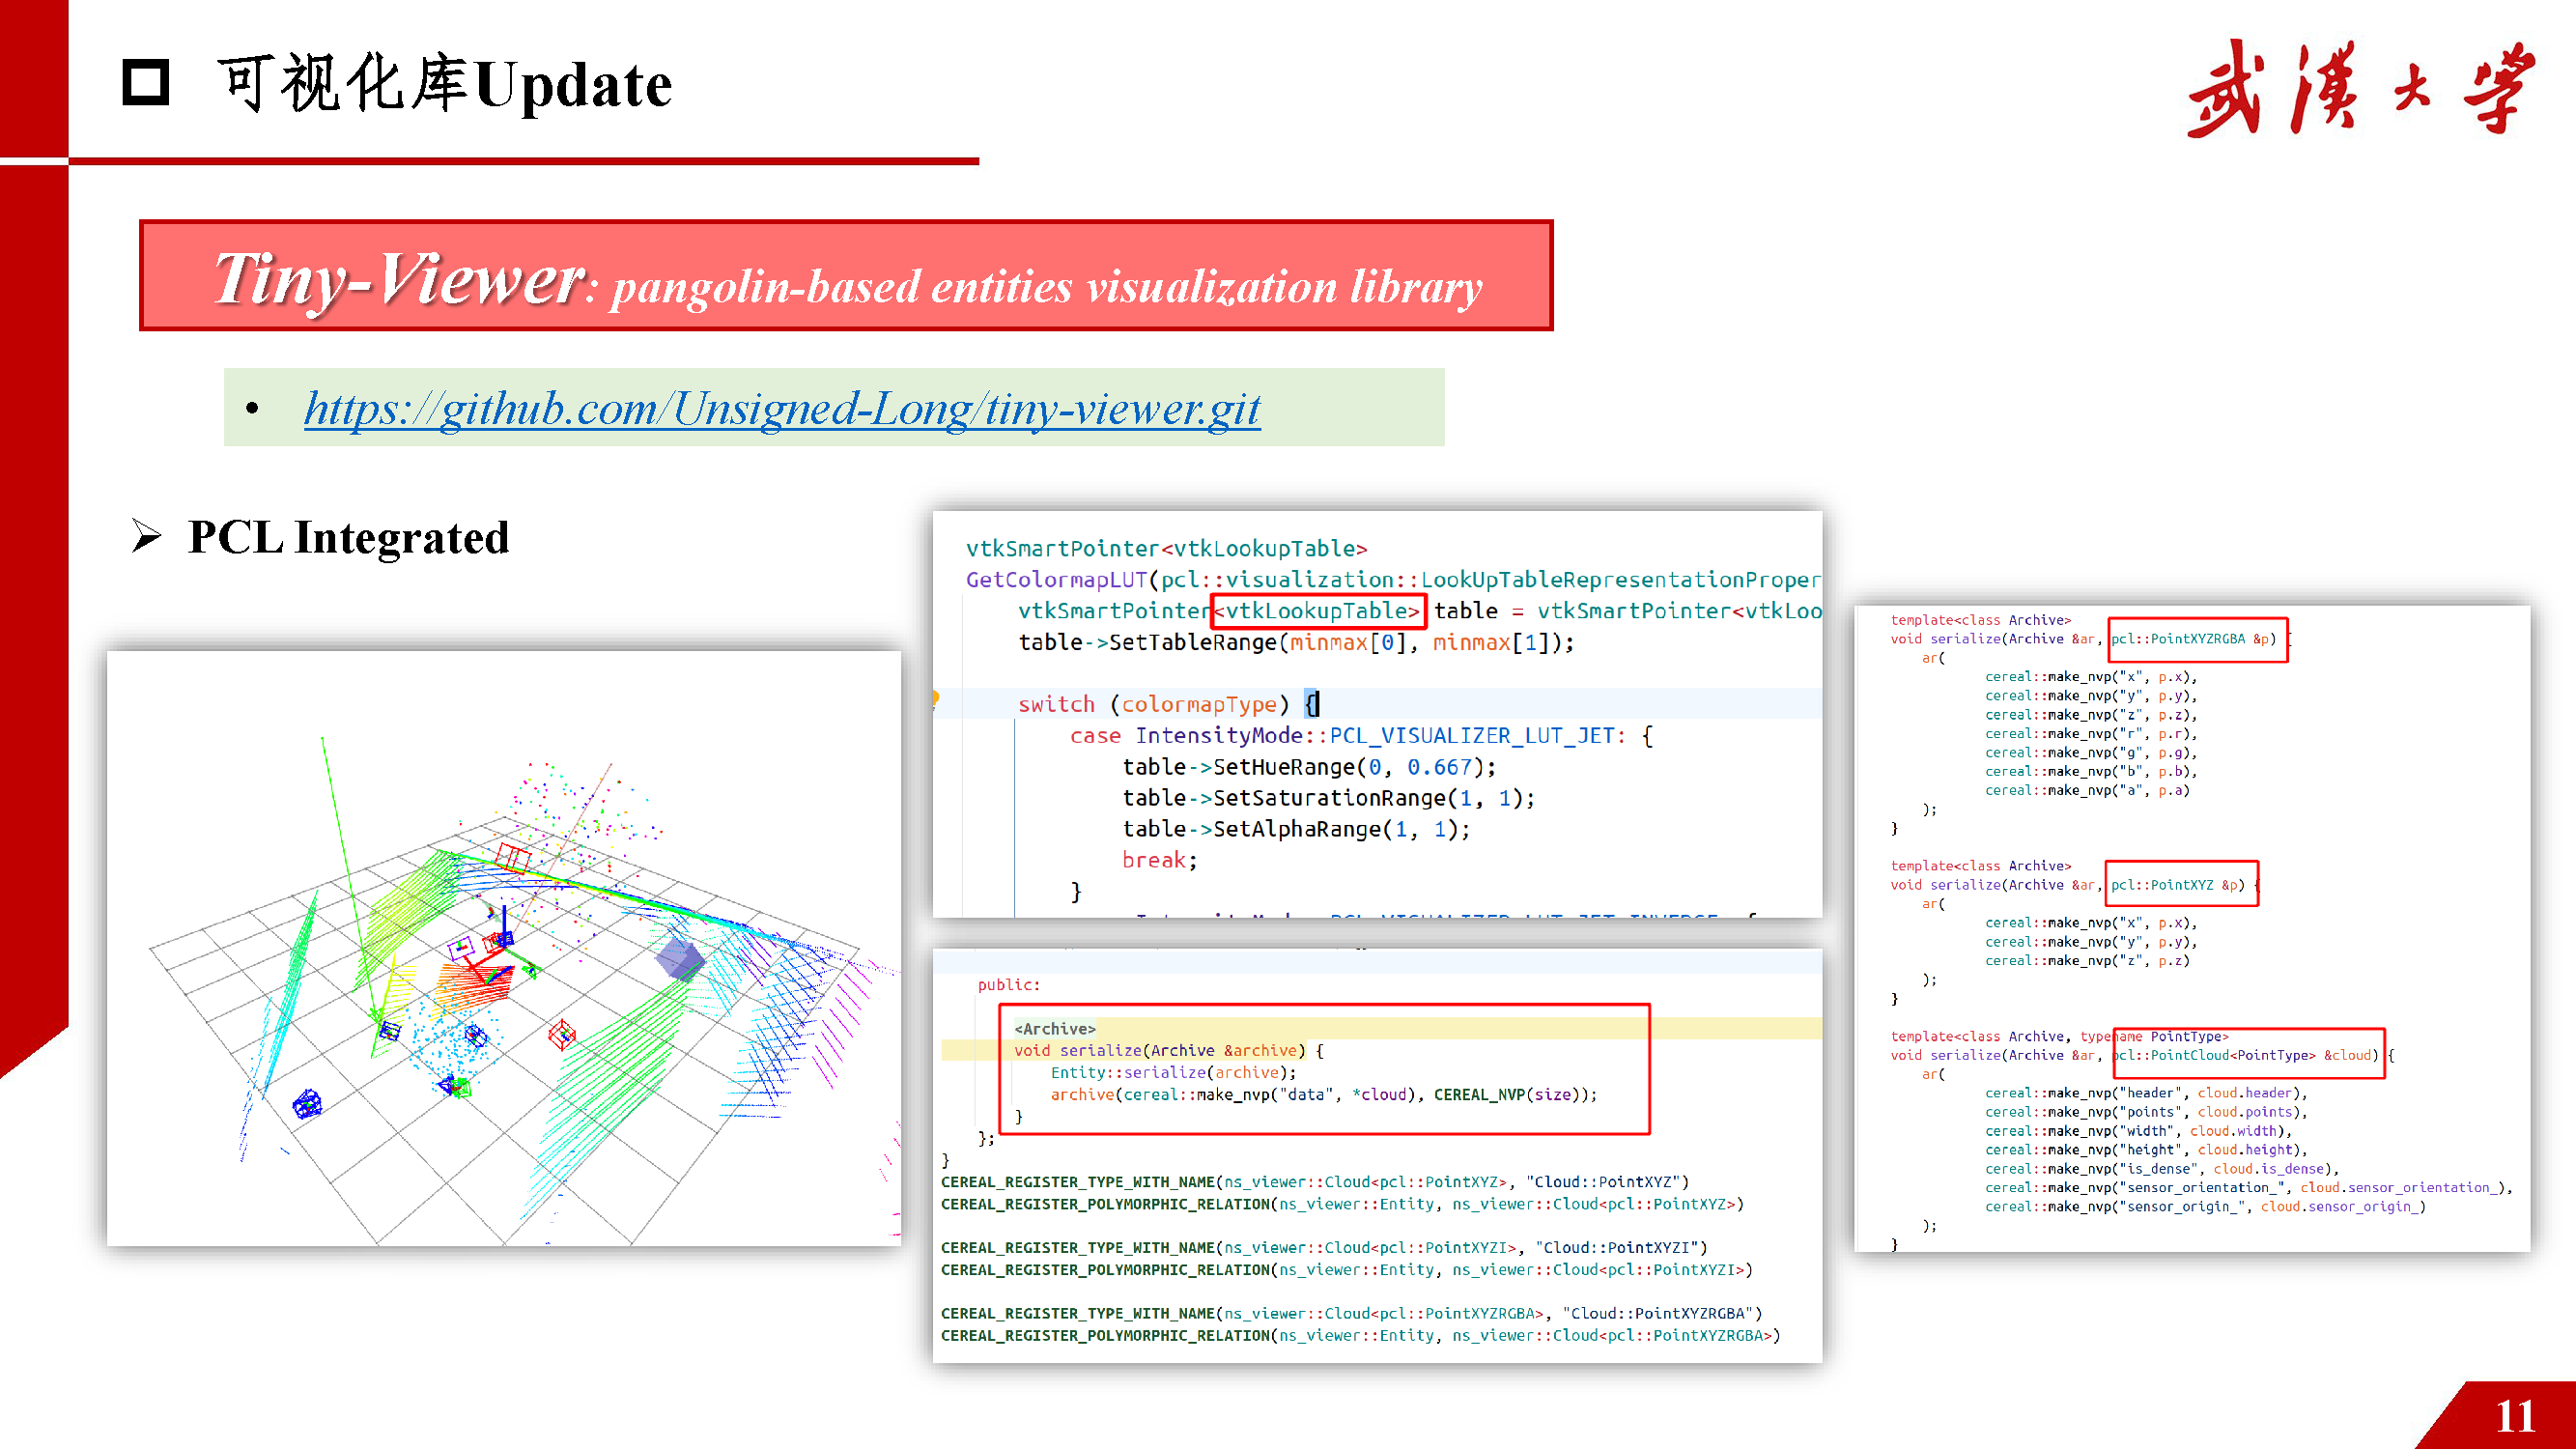 可视化库Update
武漢大学
Tiny-Viewer: pangolin-based entities visualization library
• https://github.com/Unsigned-Long/tiny-viewer.git
➢ PCL Integrated
vtkSmartPointer<vtkLookupTable>
GetColormapLUT(pcl::visualization::LookUpTableRepresentationProper
vtkSmartPointer<vtkLookupTable> table = vtkSmartPointer<vtkLoo
table->SetTableRange(minmax[0], minmax[1]);
switch (colormapType) {
case IntensityMode::PCL_VISUALIZER_LUT_JET: {
table->SetHueRange(0, 0.667);
table->SetSaturationRange(1, 1);
table->SetAlphaRange(1, 1);
break;
}
public:
<Archive>
void serialize(Archive &archive) {
Entity::serialize(archive);
archive(cereal::make_nvp("data", *cloud), CEREAL_NVP(size));
}
};
}
CEREAL_REGISTER_TYPE_WITH_NAME(ns_viewer::Cloud<pcl::PointXYZ>, "Cloud::PointXYZ")
CEREAL_REGISTER_POLYMORPHIC_RELATION(ns_viewer::Entity, ns_viewer::Cloud<pcl::PointXYZ>)
CEREAL_REGISTER_TYPE_WITH_NAME(ns_viewer::Cloud<pcl::PointXYZI>, "Cloud::PointXYZI")
CEREAL_REGISTER_POLYMORPHIC_RELATION(ns_viewer::Entity, ns_viewer::Cloud<pcl::PointXYZI>)
CEREAL_REGISTER_TYPE_WITH_NAME(ns_viewer::Cloud<pcl::PointXYZRGBA>, "Cloud::PointXYZRGBA")
CEREAL_REGISTER_POLYMORPHIC_RELATION(ns_viewer::Entity, ns_viewer::Cloud<pcl::PointXYZRGBA>)
template<class Archive>
void serialize(Archive &ar, pcl::PointXYZRGBA &p) {
ar(
cereal::make_nvp("x", p.x),
cereal::make_nvp("y", p.y),
cereal::make_nvp("z", p.z),
cereal::make_nvp("r", p.r),
cereal::make_nvp("g", p.g),
cereal::make_nvp("b", p.b),
cereal::make_nvp("a", p.a)
);
}
template<class Archive>
void serialize(Archive &ar, pcl::PointXYZ &p) {
ar(
cereal::make_nvp("x", p.x),
cereal::make_nvp("y", p.y),
cereal::make_nvp("z", p.z)
);
}
template<class Archive, typename PointType>
void serialize(Archive &ar, pcl::PointCloud<PointType> &cloud) {
ar(
cereal::make_nvp("header", cloud.header),
cereal::make_nvp("points", cloud.points),
cereal::make_nvp("width", cloud.width),
cereal::make_nvp("height", cloud.height),
cereal::make_nvp("is_dense", cloud.is_dense),
cereal::make_nvp("sensor_orientation_", cloud.sensor_orientation_),
cereal::make_nvp("sensor_origin_", cloud.sensor_origin_)
);
}
11